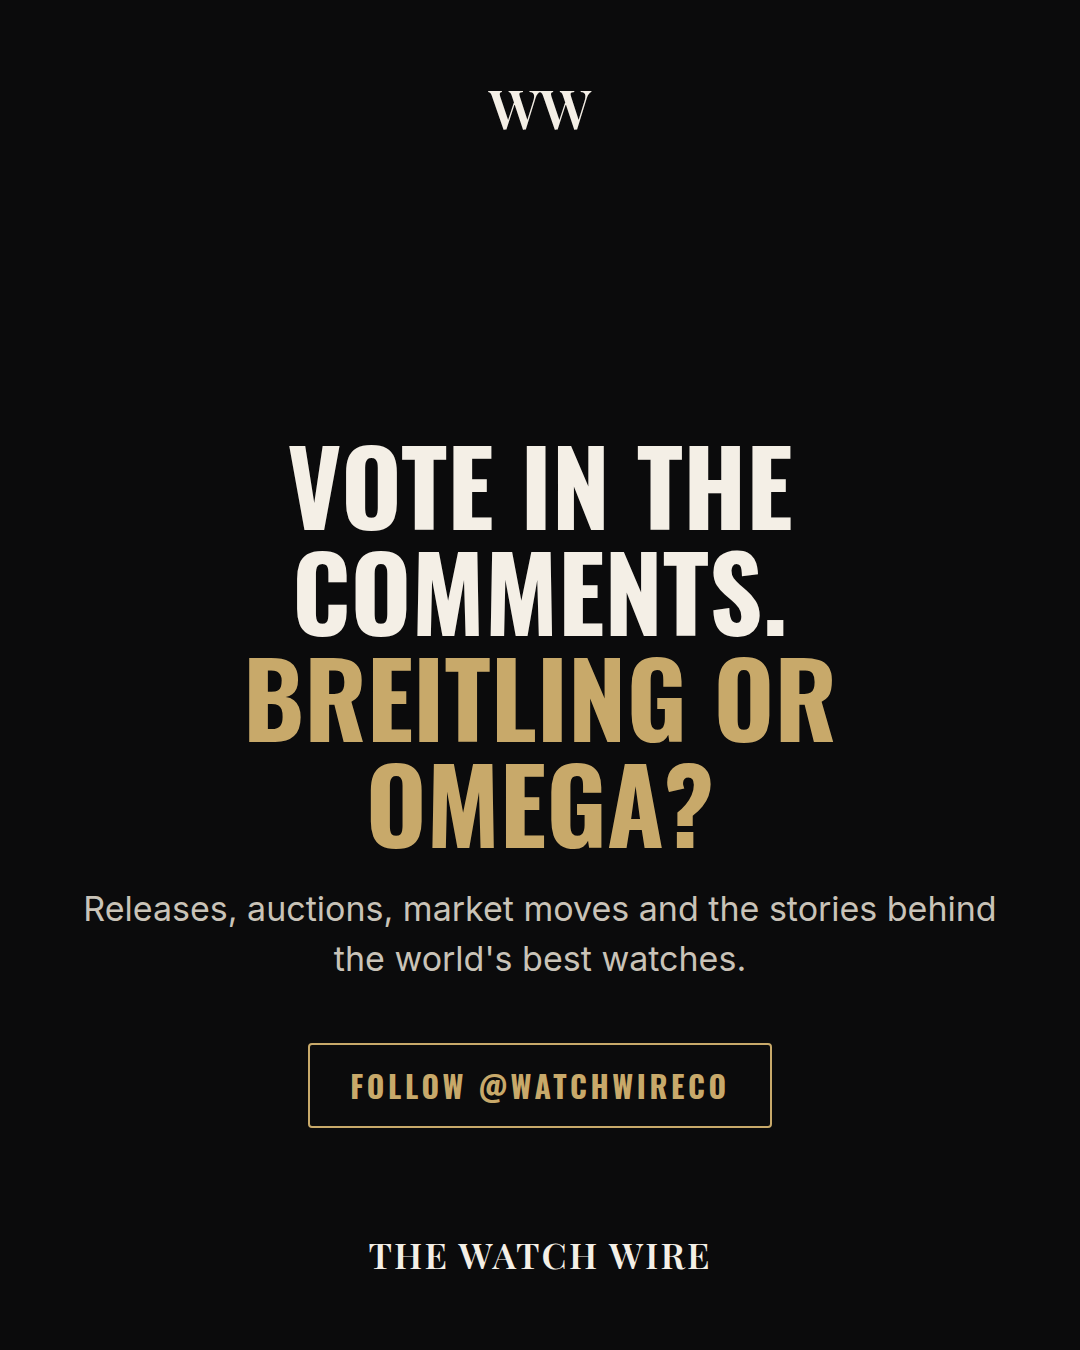 WW
VOTE IN THE
COMMENTS.
BREITLING OR
OMEGA?
Releases, auctions, market moves and the stories behind
the world's best watches.
FOLLOW @WATCHWIRECO
THE WATCH WIRE